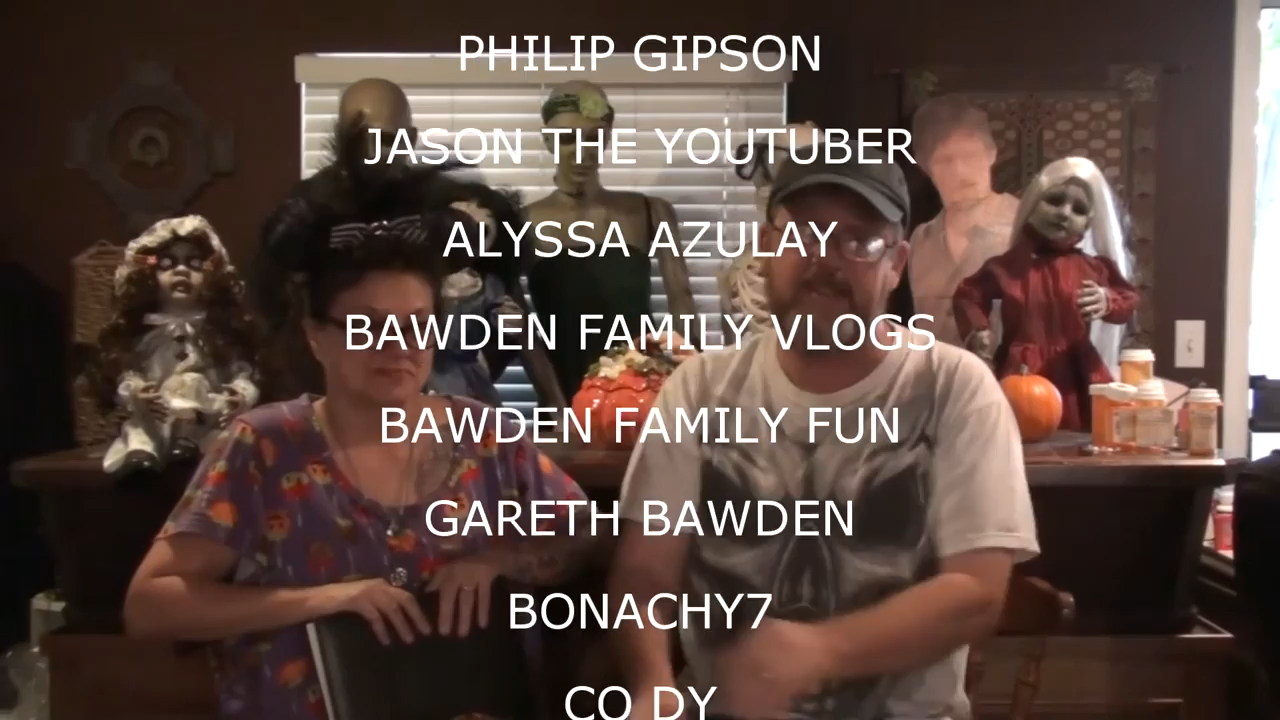 PHILIP GIPSON
JASON THE YOUTUBER
ALYSSA AZULAY
BAWDEN FAMILY VLOGS
BAWDEN FAMILY FUN
GARETH BAWDEN
BONACHY7
CO DY